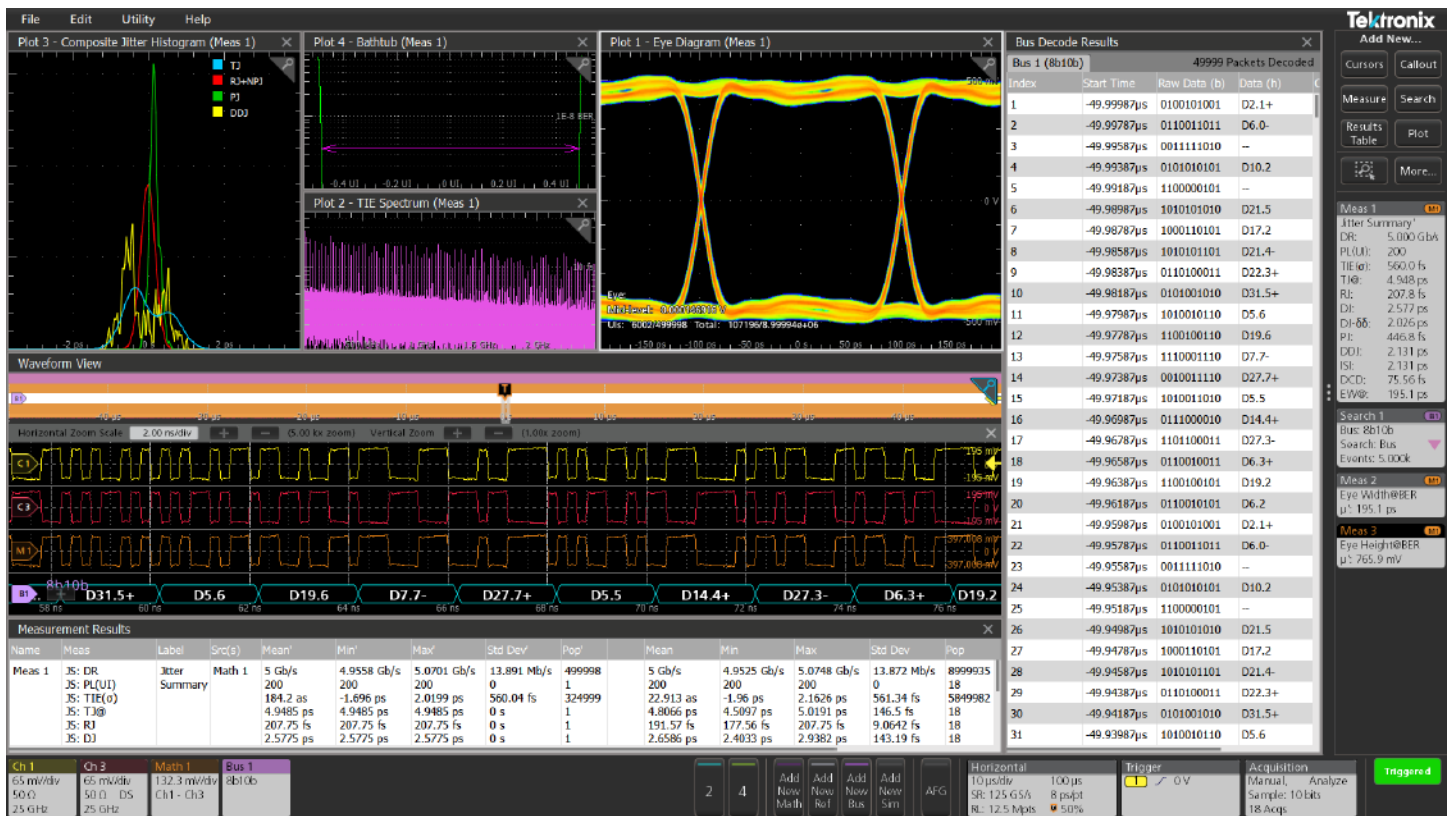 File Edit Utility Help
Tektronix
Add New...
Cursors Callout
Measure Search
Results Table Plot
More...
Plot 3 - Composite Jitter Histogram (Meas 1)
TJ
RJ+NPJ
PJ
DDJ
-2 ps 0 s 2 ps
Plot 4 - Bathtub (Meas 1)
1E-8 BER
-0.4 UI -0.2 UI 0 UI 0.2 UI 0.4 UI
Plot 2 - TIE Spectrum (Meas 1)
Plot 1 - Eye Diagram (Meas 1)
500 mV
0 V
Eye:
UIs: 6002/499998 Total: 107196/8.99994e+06
-500 mV
-150 ps -100 ps -50 ps 0 s 50 ps 100 ps 150 ps
Bus Decode Results
Bus 1 (8b10b) 49999 Packets Decoded
Index Start Time Raw Data (b) Data (h) C
1 -49.99987µs 0100101001 D2.1+
2 -49.99787µs 0110011011 D6.0-
3 -49.99587µs 0011111010 --
4 -49.99387µs 0101010101 D10.2
5 -49.99187µs 1100000101 --
6 -49.98987µs 1010101010 D21.5
7 -49.98787µs 1000110101 D17.2
8 -49.98587µs 1010101101 D21.4-
9 -49.98387µs 0110100011 D22.3+
10 -49.98187µs 0101001010 D31.5+
11 -49.97987µs 1010010110 D5.6
12 -49.97787µs 1100100110 D19.6
13 -49.97587µs 1110001110 D7.7-
14 -49.97387µs 0010011110 D27.7+
15 -49.97187µs 1010011010 D5.5
16 -49.96987µs 0111000010 D14.4+
17 -49.96787µs 1101100011 D27.3-
18 -49.96587µs 0110010011 D6.3+
19 -49.96387µs 1100100101 D19.2
20 -49.96187µs 0110010101 D6.2
21 -49.95987µs 0100101001 D2.1+
22 -49.95787µs 0110011011 D6.0-
23 -49.95587µs 0011111010 --
24 -49.95387µs 0101010101 D10.2
25 -49.95187µs 1100000101 --
26 -49.94987µs 1010101010 D21.5
27 -49.94787µs 1000110101 D17.2
28 -49.94587µs 1010101101 D21.4-
29 -49.94387µs 0110100011 D22.3+
30 -49.94187µs 0101001010 D31.5+
31 -49.93987µs 1010010110 D5.6
Meas 1 M1
Jitter Summary'
DR: 5.000 Gb/s
PL(UI): 200
TIE(σ): 560.0 fs
TJ@: 4.948 ps
RJ: 207.8 fs
DJ: 2.577 ps
DJ-δδ: 2.026 ps
PJ: 446.8 fs
DDJ: 2.131 ps
ISI: 2.131 ps
DCD: 75.56 fs
EW@: 195.1 ps
Search 1 B1
Bus: 8b10b
Search: Bus
Events: 5.000k
Meas 2 M1
Eye Width@BER
µ': 195.1 ps
Meas 3 M1
Eye Height@BER
µ': 765.9 mV
Waveform View
B1
T
Horizontal Zoom Scale 2.00 ns/div + − (5.00 kx zoom) Vertical Zoom + − (1.00x zoom)
C1 195 mV
-195 mV
C3 195 mV
0 V
-195 mV
M1 397.008 mV
0 V
-397.008 mV
8b10b
B1 D31.5+ D5.6 D19.6 D7.7- D27.7+ D5.5 D14.4+ D27.3- D6.3+ D19.2
58 ns 60 ns 62 ns 64 ns 66 ns 68 ns 70 ns 72 ns 74 ns 76 ns
Measurement Results
Name Meas Label Src(s) Mean' Min' Max' Std Dev' Pop' Mean Min Max Std Dev Pop
Meas 1 JS: DR Jitter Math 1 5 Gb/s 4.9558 Gb/s 5.0701 Gb/s 13.891 Mb/s 499998 5 Gb/s 4.9525 Gb/s 5.0748 Gb/s 13.872 Mb/s 8999935
JS: PL(UI) Summary 200 200 200 0 1 200 200 200 0 18
JS: TIE(σ) 184.2 as -1.696 ps 2.0199 ps 560.04 fs 324999 22.913 as -1.96 ps 2.1626 ps 561.34 fs 5849982
JS: TJ@ 4.9485 ps 4.9485 ps 4.9485 ps 0 s 1 4.8066 ps 4.5097 ps 5.0191 ps 146.5 fs 18
JS: RJ 207.75 fs 207.75 fs 207.75 fs 0 s 1 191.57 fs 177.56 fs 207.75 fs 9.0642 fs 18
JS: DJ 2.5775 ps 2.5775 ps 2.5775 ps 0 s 1 2.6586 ps 2.4033 ps 2.9382 ps 143.19 fs 18
Ch 1
65 mV/div
50 Ω
25 GHz
Ch 3
65 mV/div
50 Ω DS
25 GHz
Math 1
132.3 mV/div
Ch1 - Ch3
Bus 1
8b10b
2
4
Add New Math
Add New Ref
Add New Bus
Add New Sim
AFG
Horizontal
10 µs/div 100 µs
SR: 125 GS/s 8 ps/pt
RL: 12.5 Mpts 50%
Trigger
1 0 V
Acquisition
Manual, Analyze
Sample: 10 bits
18 Acqs
Triggered